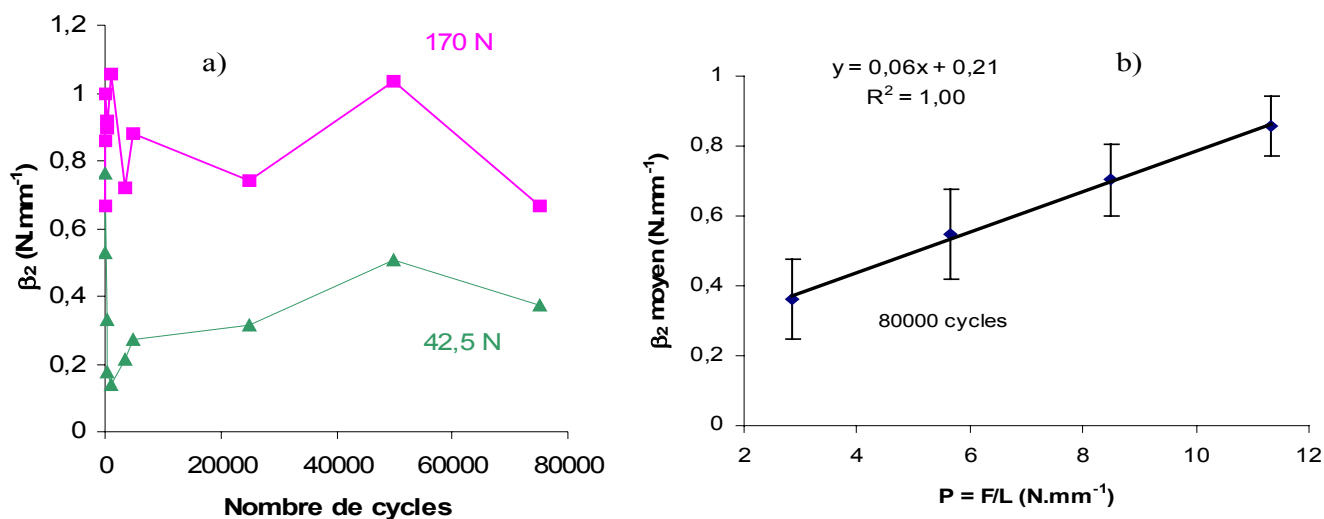 1,2
1
0,8
0,6
0,4
0,2
0
β2 (N.mm-1)
a)
170 N
42,5 N
0 20000 40000 60000 80000
Nombre de cycles
1
0,8
0,6
0,4
0,2
0
β2 moyen (N.mm-1)
y = 0,06x + 0,21
R2 = 1,00
b)
80000 cycles
2 4 6 8 10 12
P = F/L (N.mm-1)